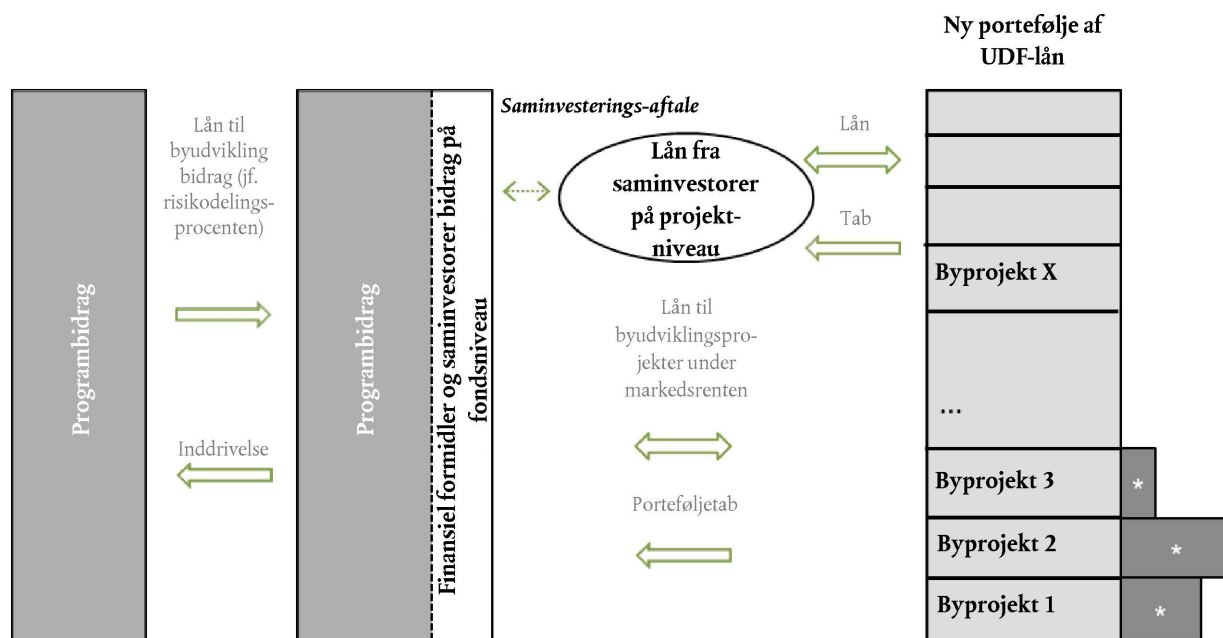 Ny portefølje af
UDF-lån
Programbidrag
Lån til
byudvikling
bidrag (jf.
risikodelings-
procenten)
Inddrivelse
Programbidrag
Finansiel formidler og saminvestorer bidrag på
fondsniveau
Saminvesterings-aftale
Lån fra
saminvestorer
på projekt-
niveau
Lån
Tab
Lån til
byudviklingspro-
jekter under
markedsrenten
Porteføljetab
Byprojekt X
...
Byprojekt 3
*
Byprojekt 2
*
Byprojekt 1
*